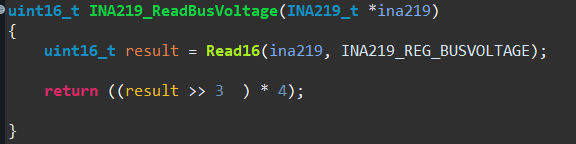 uint16_t INA219_ReadBusVoltage(INA219_t *ina219)
{
uint16_t result = Read16(ina219, INA219_REG_BUSVOLTAGE);
return ((result >> 3  ) * 4);
}